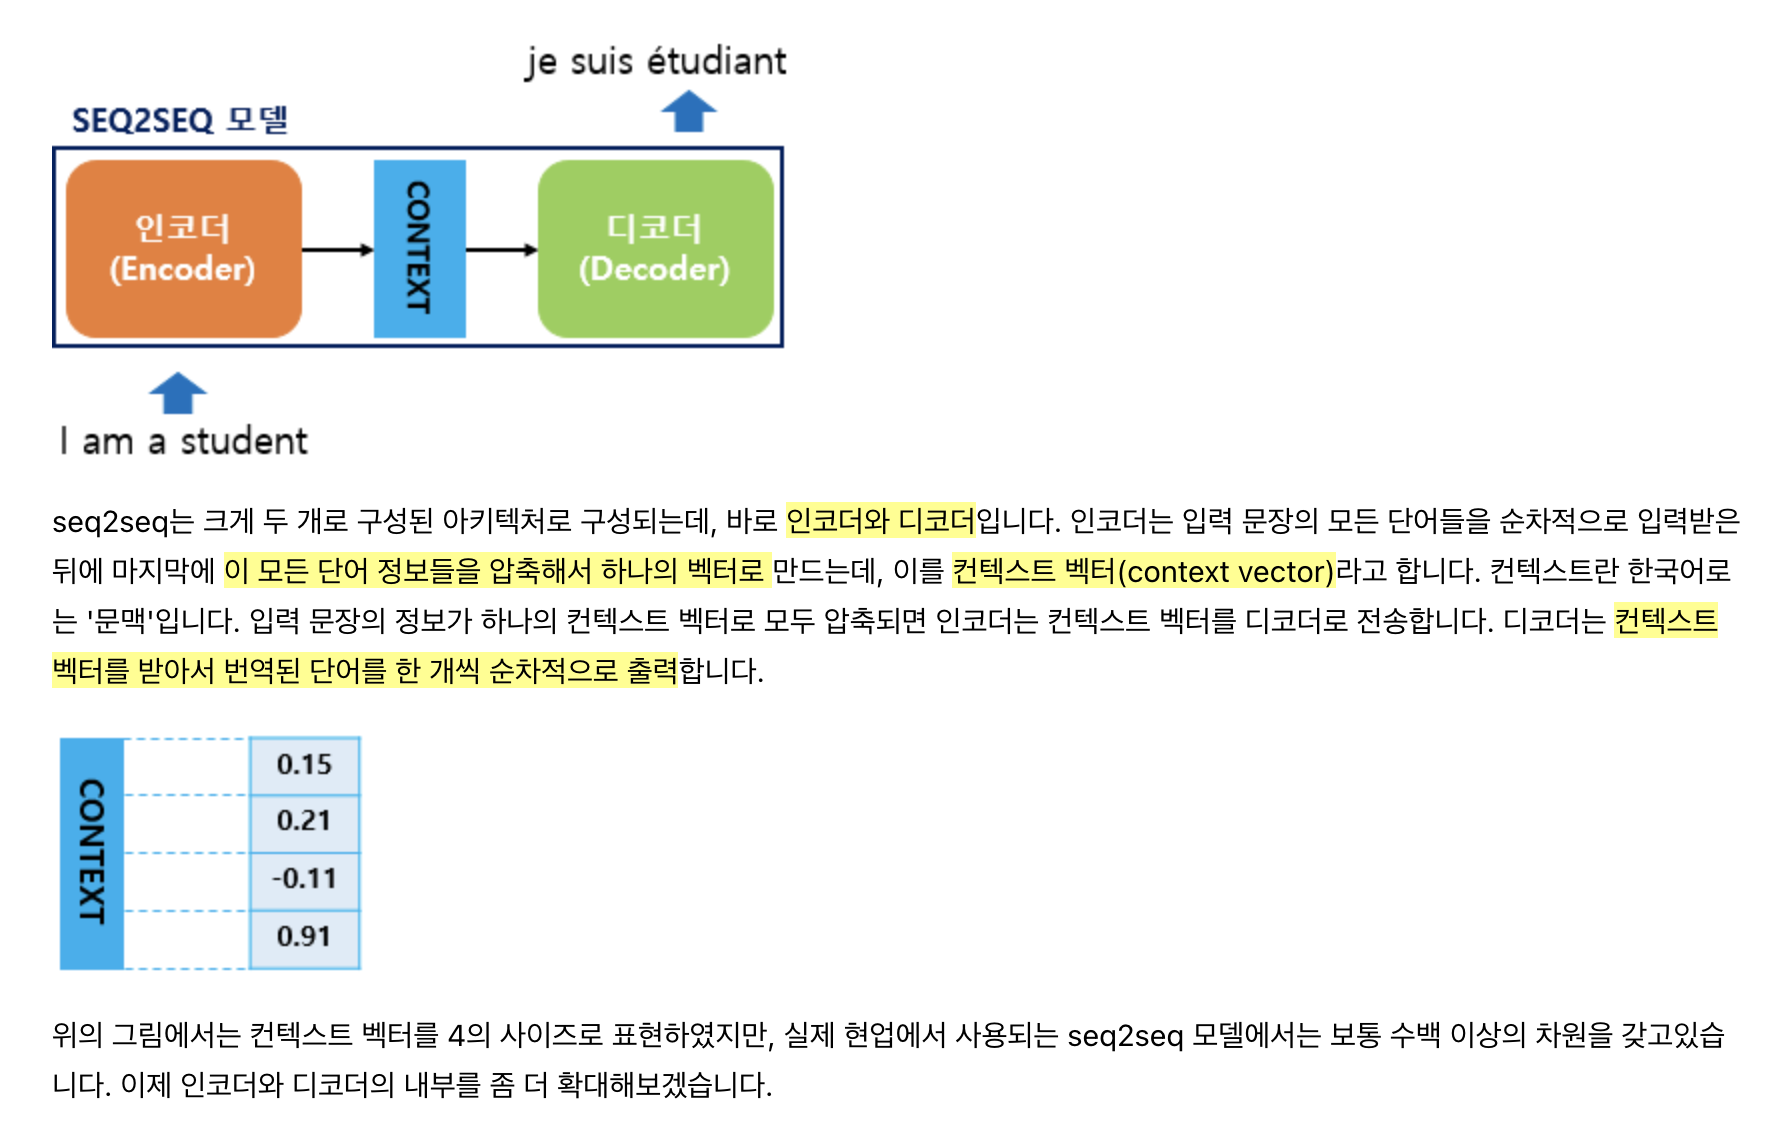 je suis étudiant
SEQ2SEQ 모델
인코더
(Encoder)
CONTEXT
디코더
(Decoder)
I am a student
seq2seq는 크게 두 개로 구성된 아키텍처로 구성되는데, 바로 인코더와 디코더입니다. 인코더는 입력 문장의 모든 단어들을 순차적으로 입력받은
뒤에 마지막에 이 모든 단어 정보들을 압축해서 하나의 벡터로 만드는데, 이를 컨텍스트 벡터(context vector)라고 합니다. 컨텍스트란 한국어로
는 '문맥'입니다. 입력 문장의 정보가 하나의 컨텍스트 벡터로 모두 압축되면 인코더는 컨텍스트 벡터를 디코더로 전송합니다. 디코더는 컨텍스트
벡터를 받아서 번역된 단어를 한 개씩 순차적으로 출력합니다.
CONTEXT
0.15
0.21
-0.11
0.91
위의 그림에서는 컨텍스트 벡터를 4의 사이즈로 표현하였지만, 실제 현업에서 사용되는 seq2seq 모델에서는 보통 수백 이상의 차원을 갖고있습
니다. 이제 인코더와 디코더의 내부를 좀 더 확대해보겠습니다.